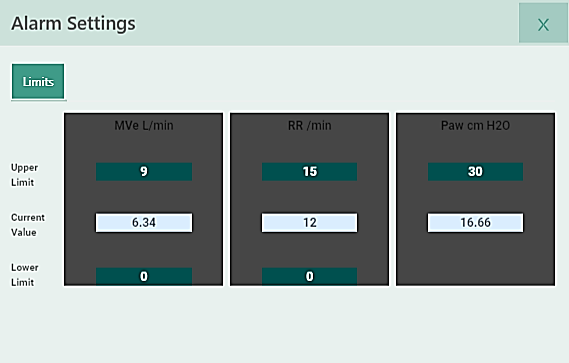 Alarm Settings
X
Limits
MVe L/min
RR /min
Paw cm H2O
Upper
Limit
9
15
30
Current
Value
6.34
12
16.66
Lower
Limit
0
0